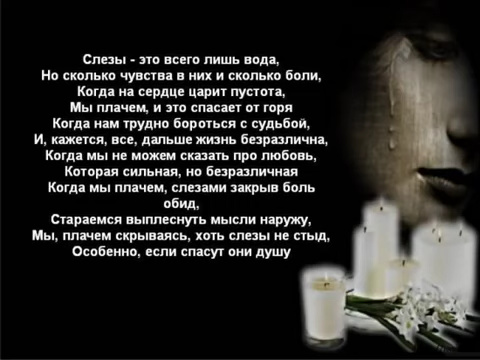 Слезы - это всего лишь вода,
Но сколько чувства в них и сколько боли,
Когда на сердце царит пустота,
Мы плачем, и это спасает от горя
Когда нам трудно бороться с судьбой,
И, кажется, все, дальше жизнь безразлична,
Когда мы не можем сказать про любовь,
Которая сильная, но безразличная
Когда мы плачем, слезами закрыв боль
обид,
Стараемся выплеснуть мысли наружу,
Мы, плачем скрываясь, хоть слезы не стыд,
Особенно, если спасут они душу